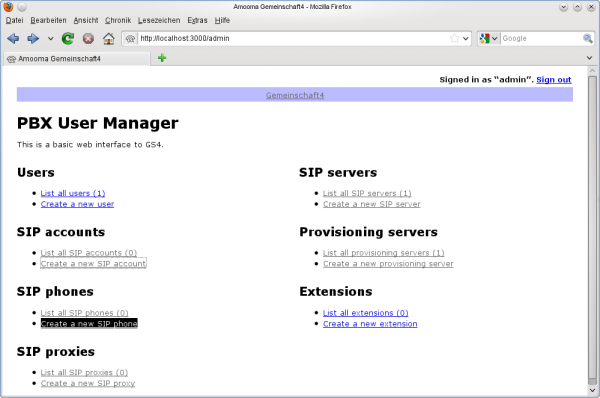 Amooma Gemeinschaft4 - Mozilla Firefox
Datei Bearbeiten Ansicht Chronik Lesezeichen Extras Hilfe
http://localhost:3000/admin
Google
Amooma Gemeinschaft4
Signed in as “admin”. Sign out
Gemeinschaft4
PBX User Manager
This is a basic web interface to GS4.
Users
List all users (1)
Create a new user
SIP accounts
List all SIP accounts (0)
Create a new SIP account
SIP phones
List all SIP phones (0)
Create a new SIP phone
SIP proxies
List all SIP proxies (0)
Create a new SIP proxy
SIP servers
List all SIP servers (1)
Create a new SIP server
Provisioning servers
List all provisioning servers (1)
Create a new provisioning server
Extensions
List all extensions (0)
Create a new extension